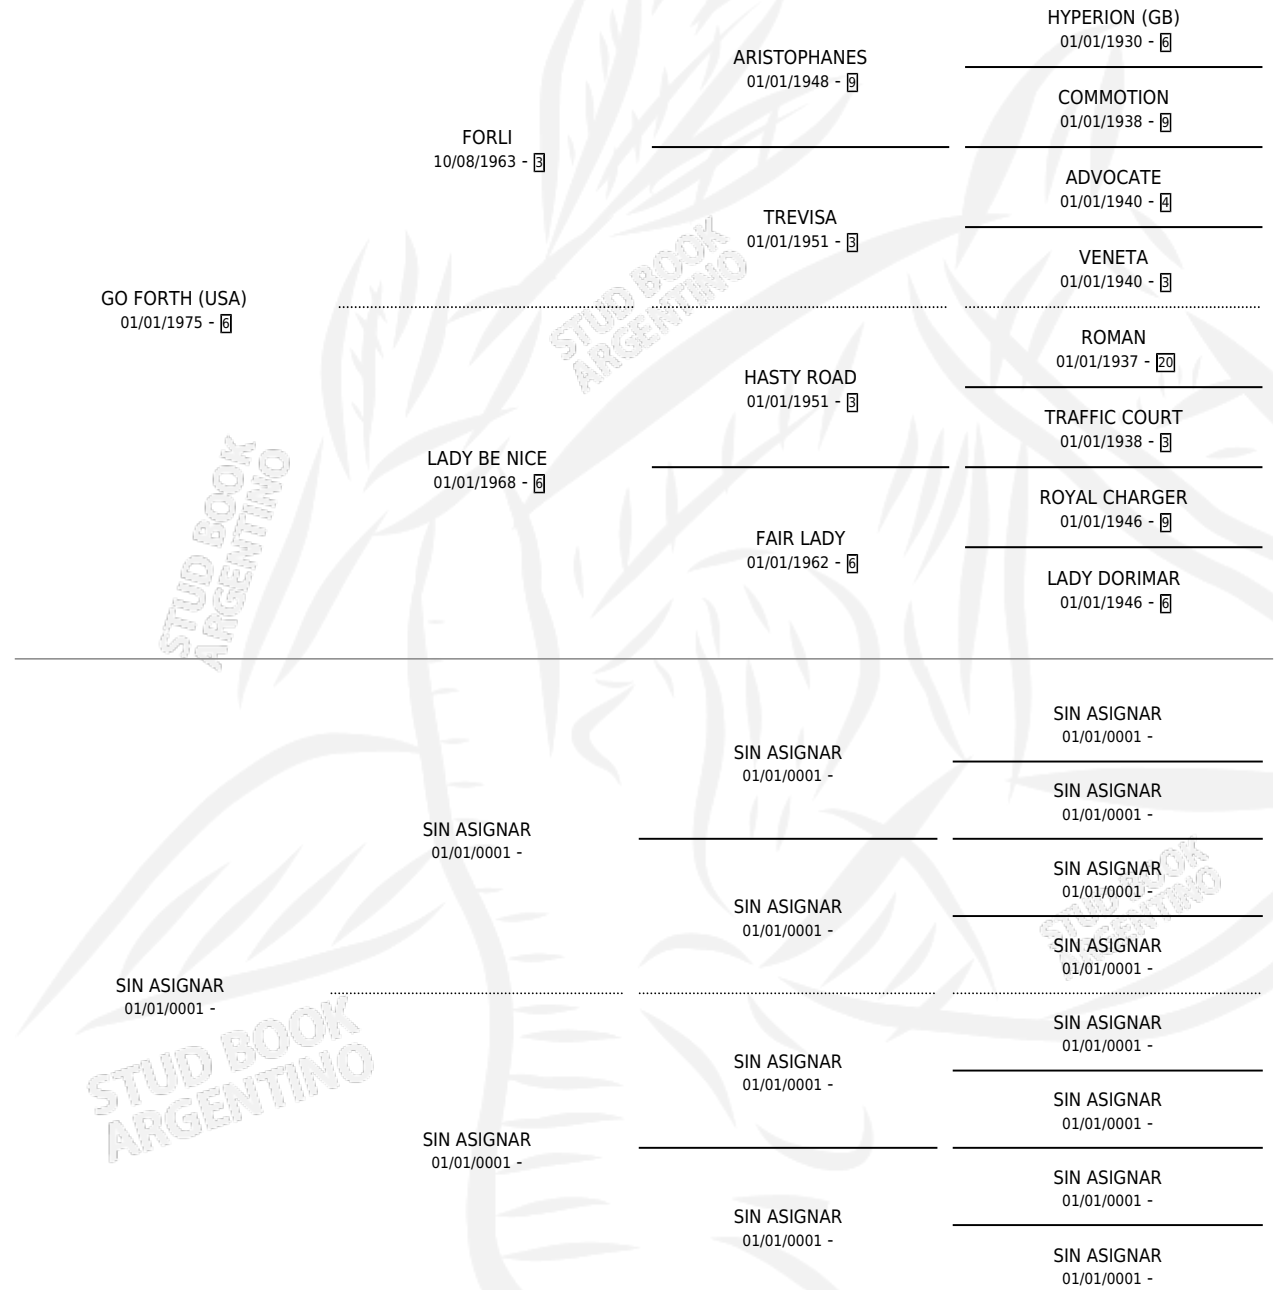 HYPERION (GB)
01/01/1930 - 6
ARISTOPHANES
01/01/1948 - 9
COMMOTION
01/01/1938 - 9
FORLI
10/08/1963 - 3
ADVOCATE
01/01/1940 - 4
TREVISA
01/01/1951 - 3
VENETA
01/01/1940 - 3
GO FORTH (USA)
01/01/1975 - 6
ROMAN
01/01/1937 - 20
HASTY ROAD
01/01/1951 - 3
TRAFFIC COURT
01/01/1938 - 3
LADY BE NICE
01/01/1968 - 6
ROYAL CHARGER
01/01/1946 - 9
FAIR LADY
01/01/1962 - 6
LADY DORIMAR
01/01/1946 - 6
STUD BOOK
ARGENTINO
STUD BOOK
ARGENTINO
SIN ASIGNAR
01/01/0001 -
SIN ASIGNAR
01/01/0001 -
SIN ASIGNAR
01/01/0001 -
SIN ASIGNAR
01/01/0001 -
SIN ASIGNAR
01/01/0001 -
SIN ASIGNAR
01/01/0001 -
SIN ASIGNAR
01/01/0001 -
SIN ASIGNAR
01/01/0001 -
SIN ASIGNAR
01/01/0001 -
SIN ASIGNAR
01/01/0001 -
SIN ASIGNAR
01/01/0001 -
SIN ASIGNAR
01/01/0001 -
SIN ASIGNAR
01/01/0001 -
SIN ASIGNAR
01/01/0001 -
SIN ASIGNAR
01/01/0001 -
STUD BOOK
ARGENTINO
STUD BOOK
ARGENTINO